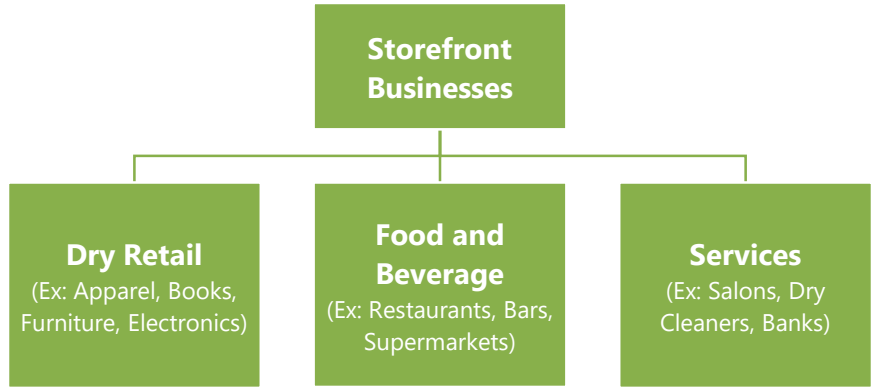 Storefront
Businesses
Dry Retail
(Ex: Apparel, Books,
Furniture, Electronics)
Food and
Beverage
(Ex: Restaurants, Bars,
Supermarkets)
Services
(Ex: Salons, Dry
Cleaners, Banks)